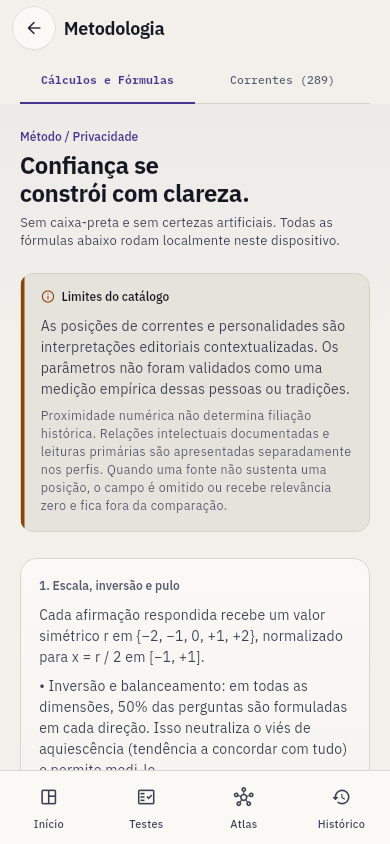 Metodologia
Cálculos e Fórmulas
Correntes (289)
Método / Privacidade
Confiança se
constrói com clareza.
Sem caixa-preta e sem certezas artificiais. Todas as
fórmulas abaixo rodam localmente neste dispositivo.
Limites do catálogo
As posições de correntes e personalidades são
interpretações editoriais contextualizadas. Os
parâmetros não foram validados como uma
medição empírica dessas pessoas ou tradições.
Proximidade numérica não determina filiação
histórica. Relações intelectuais documentadas e
leituras primárias são apresentadas separadamente
nos perfis. Quando uma fonte não sustenta uma
posição, o campo é omitido ou recebe relevância
zero e fica fora da comparação.
1. Escala, inversão e pulo
Cada afirmação respondida recebe um valor
simétrico r em {−2, −1, 0, +1, +2}, normalizado
para x = r / 2 em [−1, +1].
• Inversão e balanceamento: em todas as
dimensões, 50% das perguntas são formuladas
em cada direção. Isso neutraliza o viés de
aquiescência (tendência a concordar com tudo)
e permite medi-lo.
Início
Testes
Atlas
Histórico